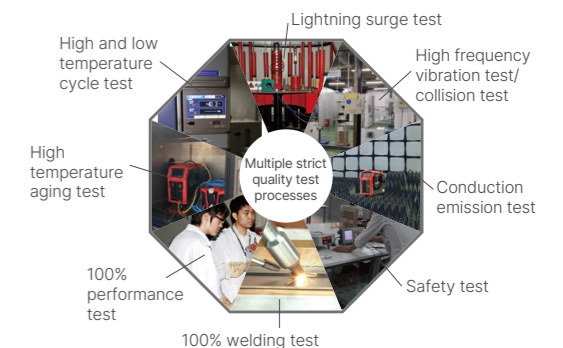 Lightning surge test
High and low
temperature
cycle test
High frequency
vibration test/
collision test
High
temperature
aging test
Multiple strict
quality test
processes
Conduction
emission test
100%
performance
test
Safety test
100% welding test